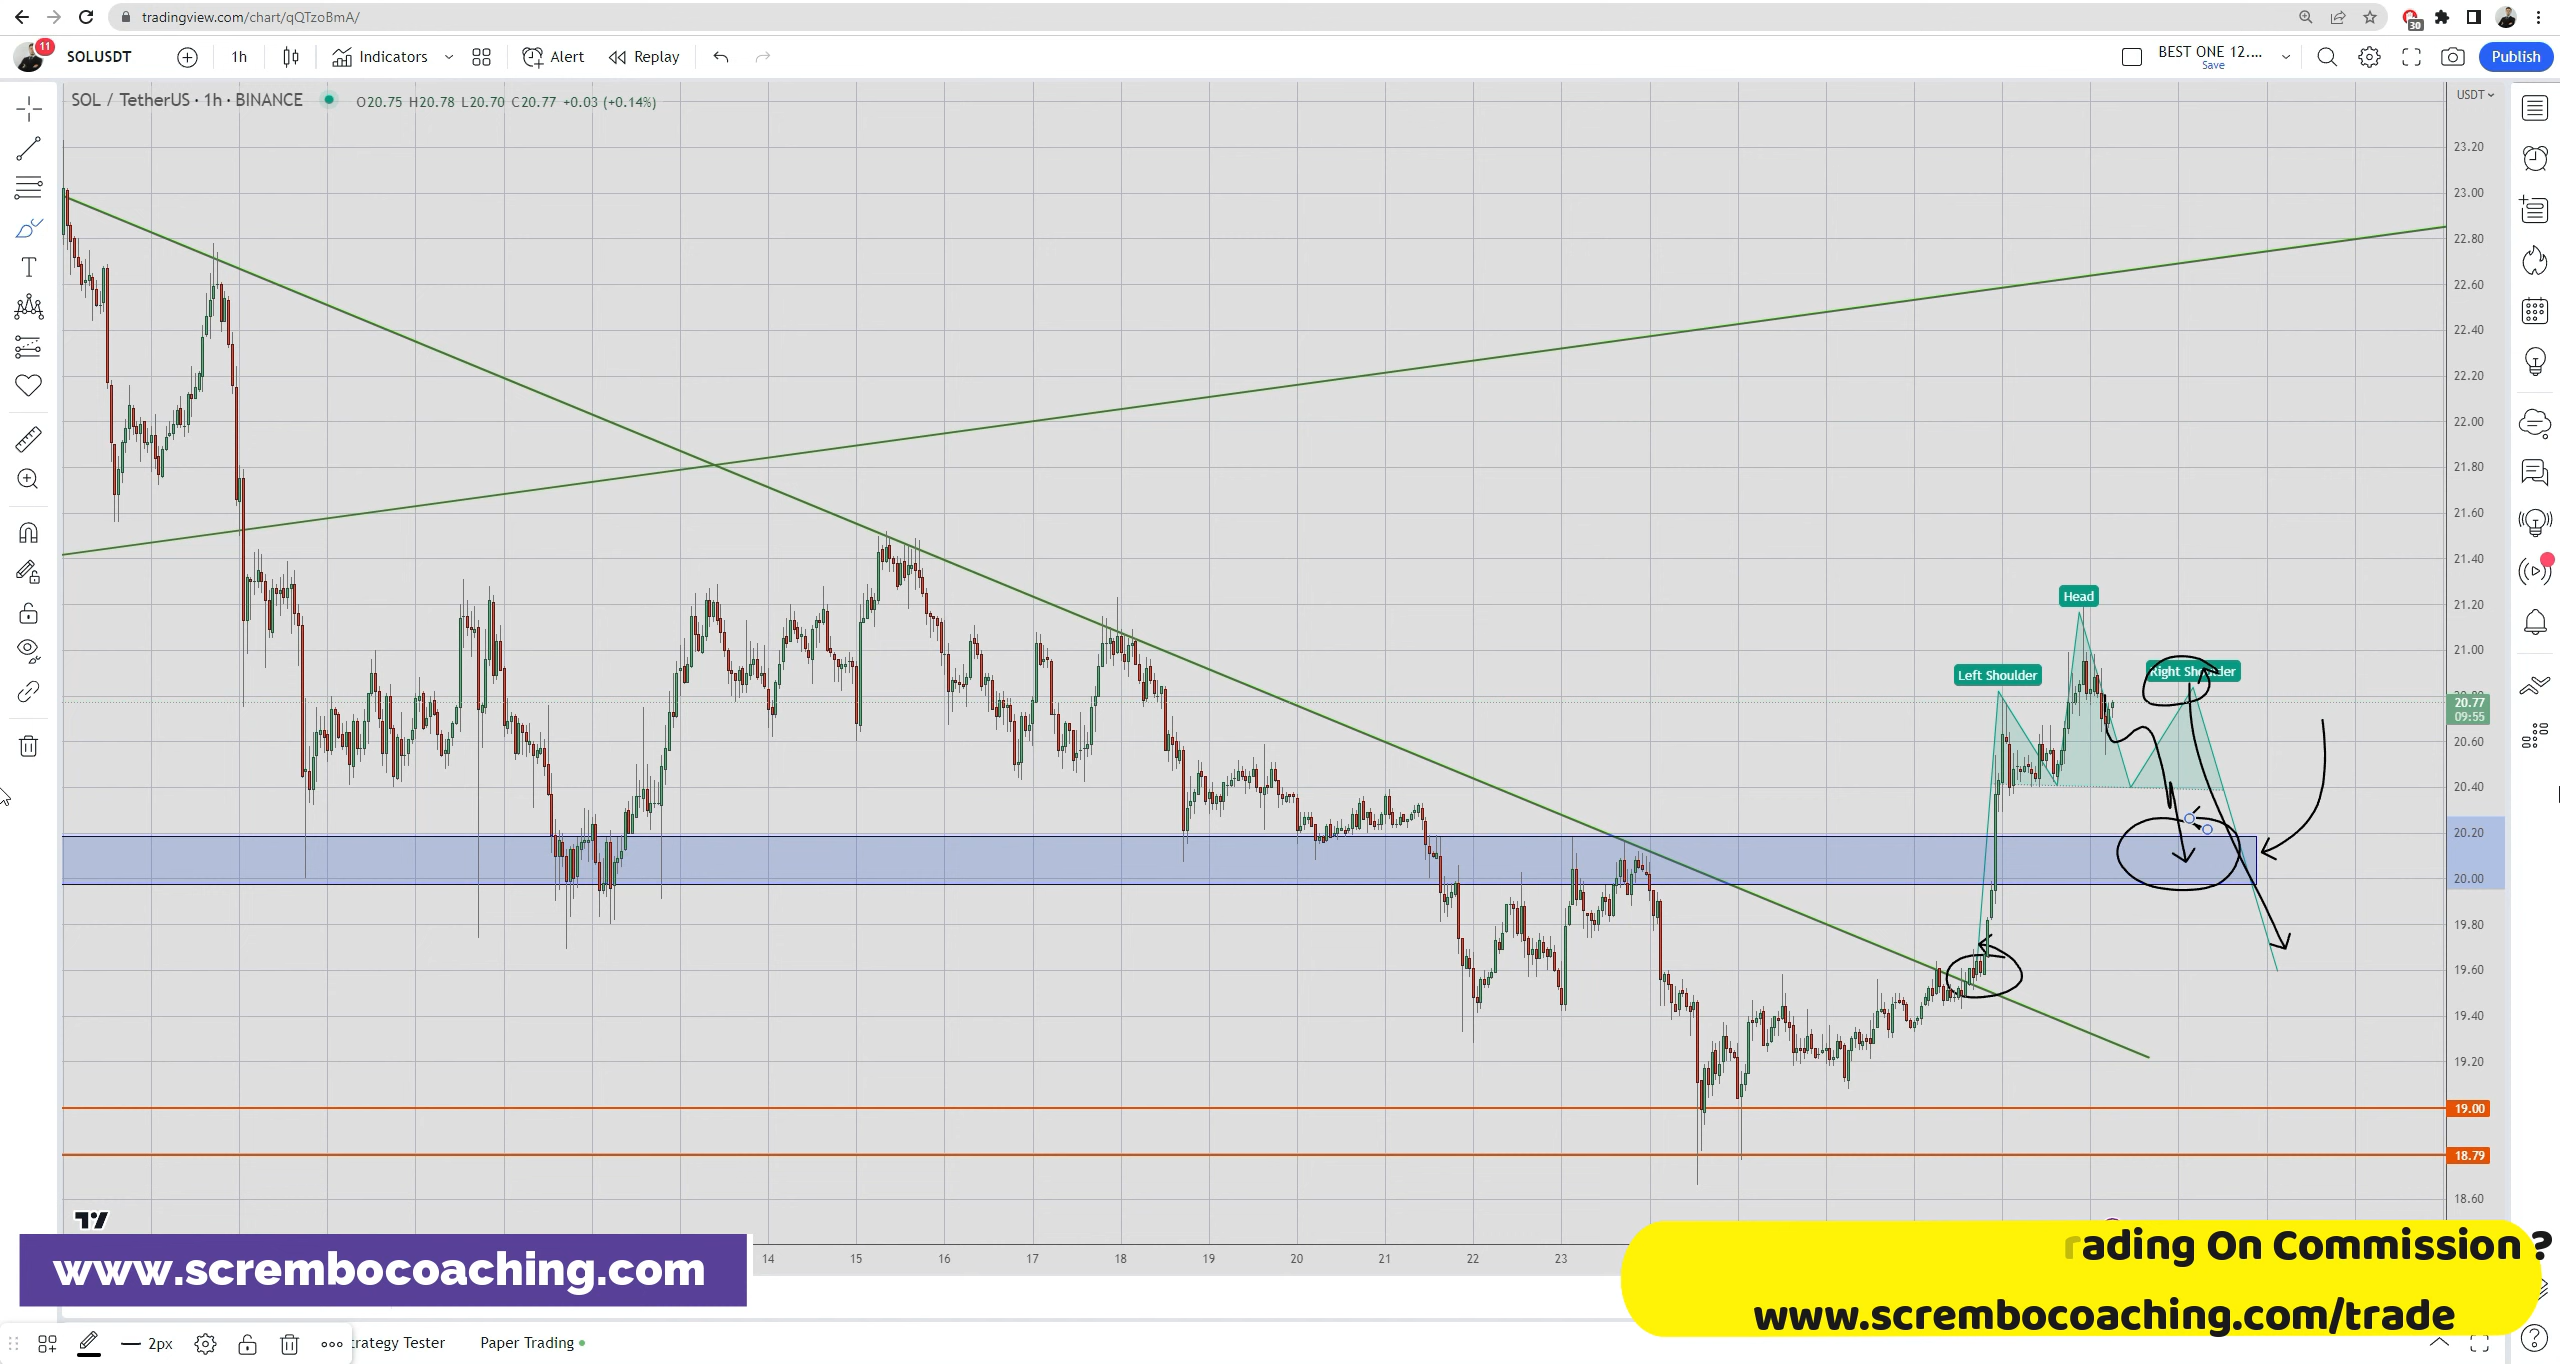 tradingview.com/chart/qQTzoBmA/
30
11
SOLUSDT
1h
Indicators
Alert
Replay
BEST ONE 12....
Save
Publish
SOL / TetherUS · 1h · BINANCE
O20.75 H20.78 L20.70 C20.77 +0.03 (+0.14%)
USDT
23.20
23.00
22.80
22.60
22.40
22.20
22.00
21.80
21.60
21.40
21.20
21.00
20.77
09:55
20.60
20.40
20.20
20.00
19.80
19.60
19.40
19.20
19.00
18.79
18.60
Head
Left Shoulder
Right Shoulder
14
15
16
17
18
19
20
21
22
23
www.scrembocoaching.com
rading On Commission ?
www.scrembocoaching.com/trade
2px
trategy Tester
Paper Trading